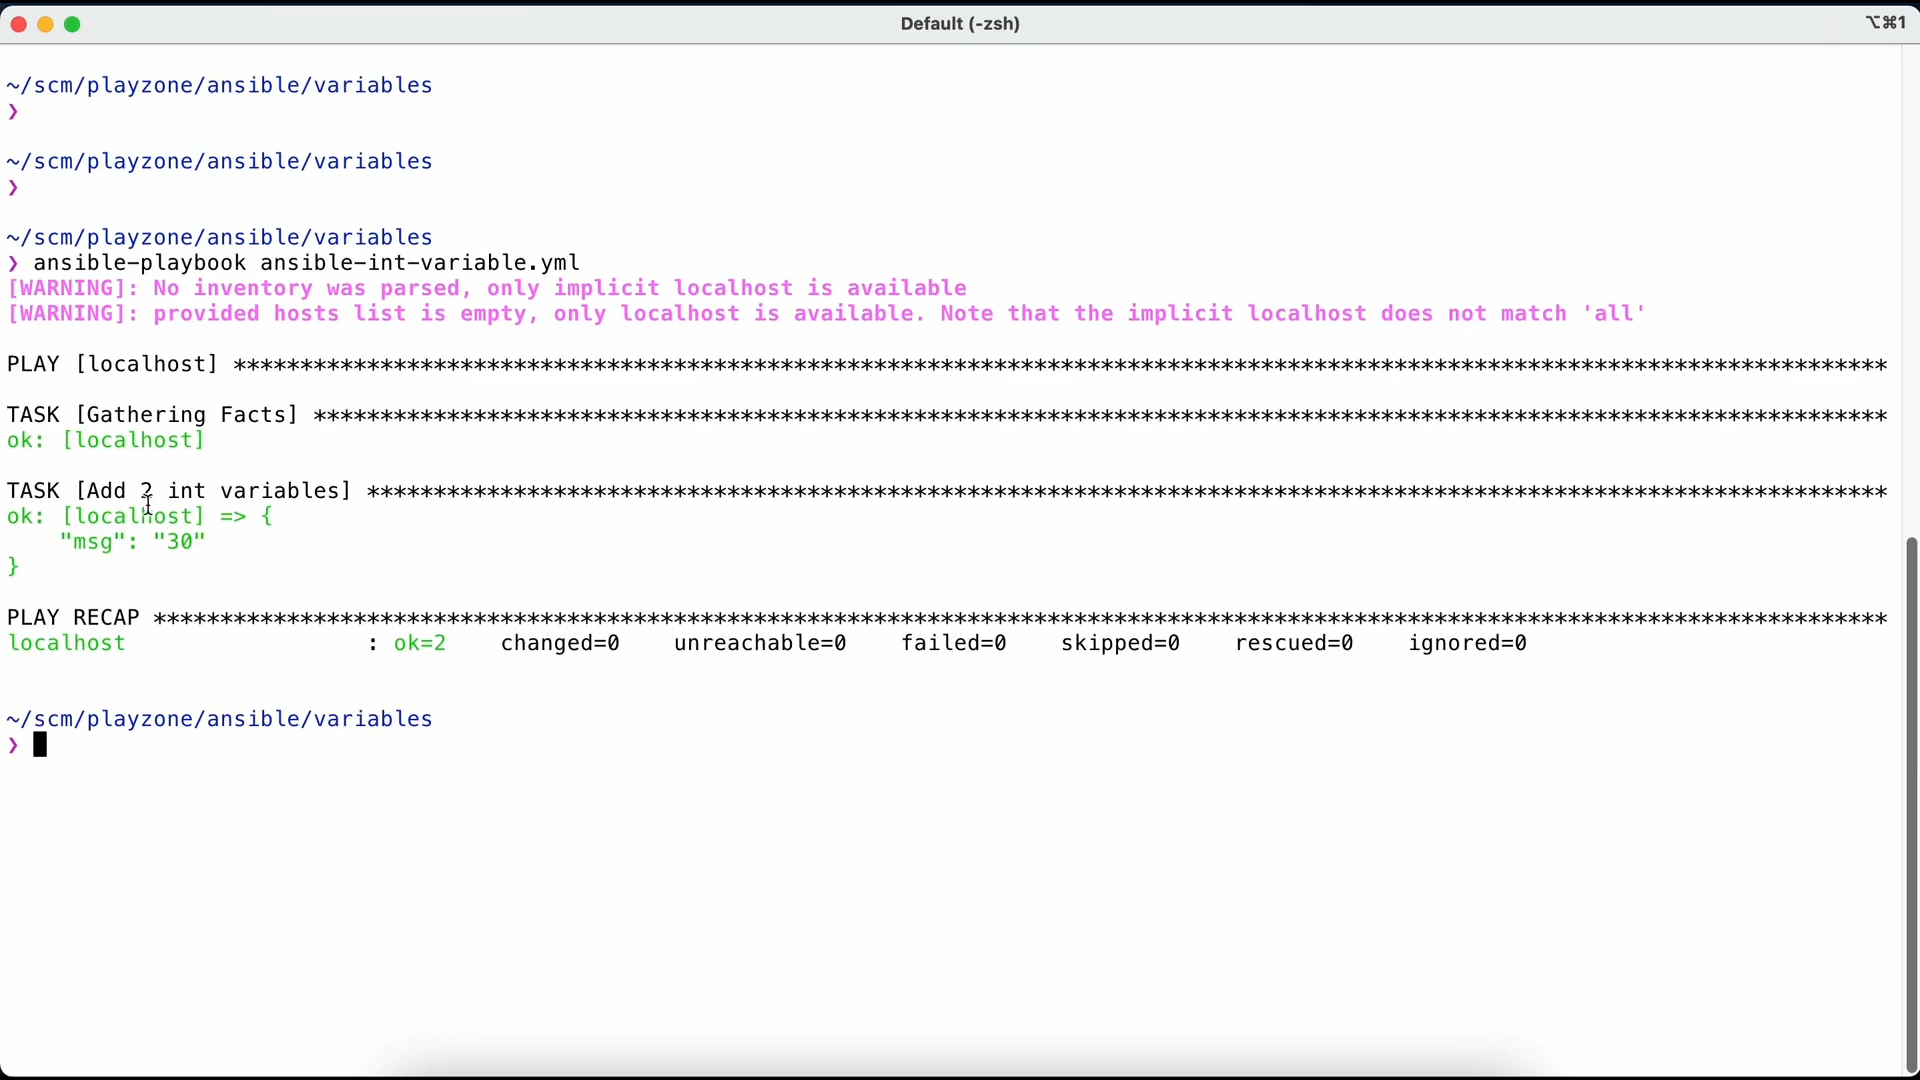 Default (-zsh)
⌥⌘1
~/scm/playzone/ansible/variables
❯
~/scm/playzone/ansible/variables
❯
~/scm/playzone/ansible/variables
❯ ansible-playbook ansible-int-variable.yml
[WARNING]: No inventory was parsed, only implicit localhost is available
[WARNING]: provided hosts list is empty, only localhost is available. Note that the implicit localhost does not match 'all'
PLAY [localhost] ****************************************************************************************************************************
TASK [Gathering Facts] **********************************************************************************************************************
ok: [localhost]
TASK [Add 2 int variables] ******************************************************************************************************************
ok: [localhost] => {
    "msg": "30"
}
PLAY RECAP **********************************************************************************************************************************
localhost                  : ok=2    changed=0    unreachable=0    failed=0    skipped=0    rescued=0    ignored=0
~/scm/playzone/ansible/variables
❯